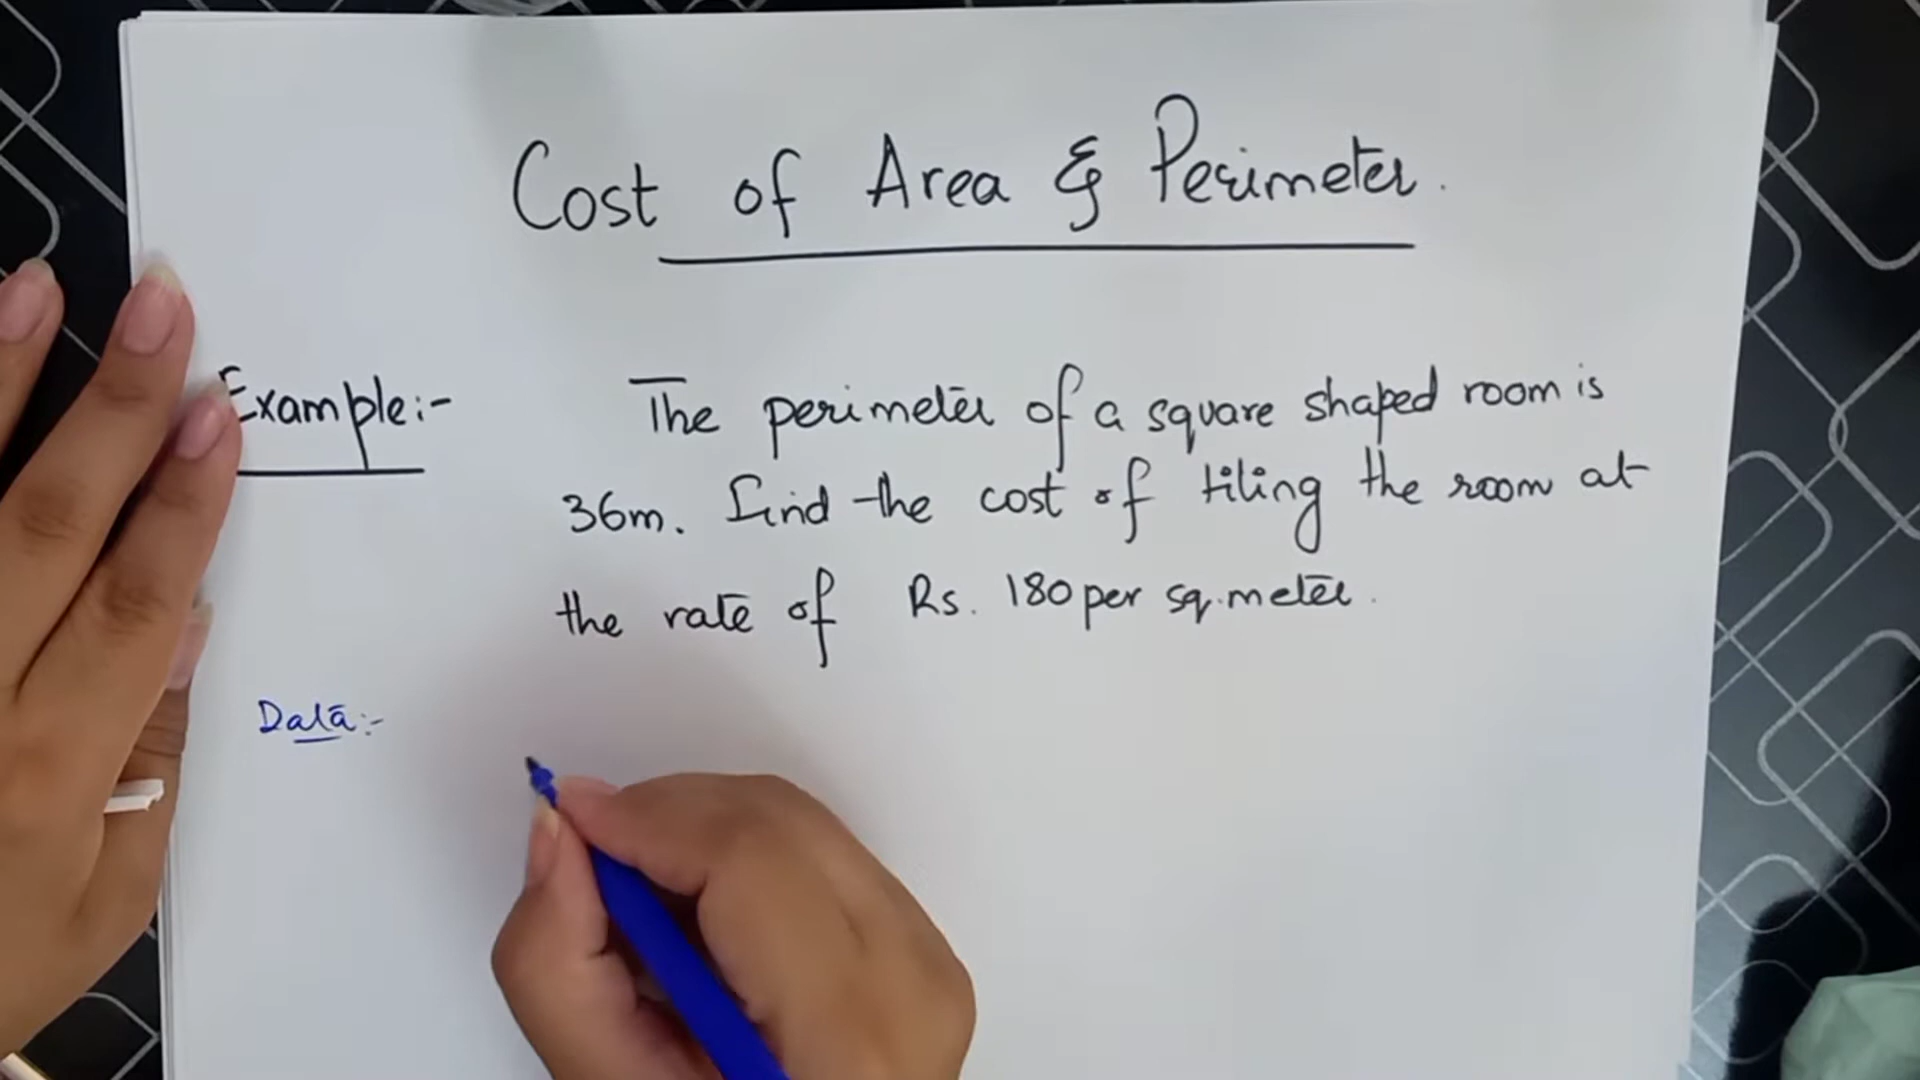 Cost of Area & Perimeter.
Example:- The perimeter of a square shaped room is
36m. Find the cost of tiling the room at
the rate of Rs. 180 per sq.meter.
Data:-